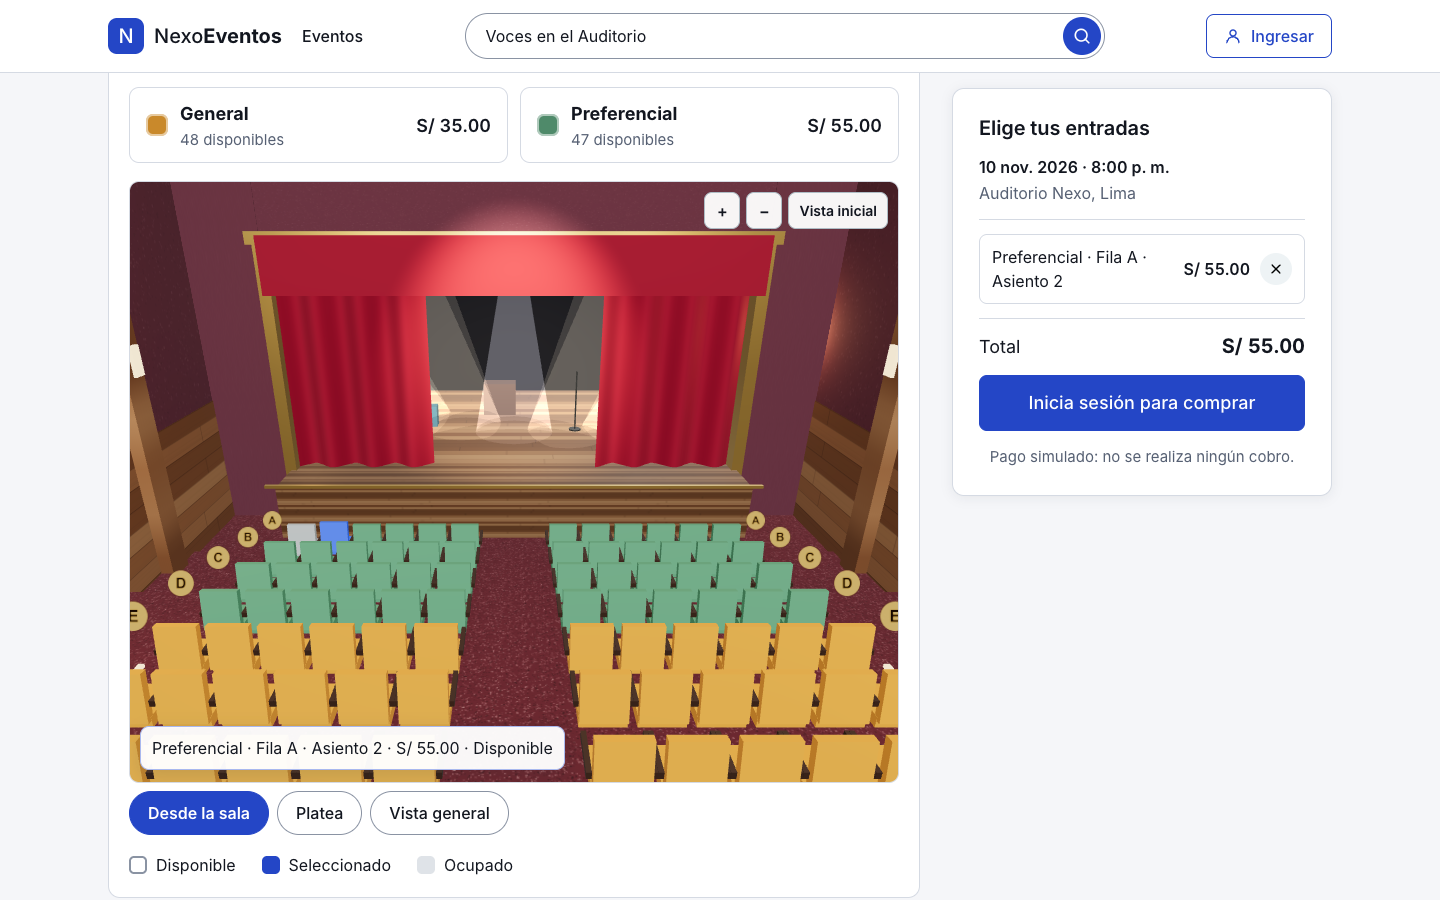 N NexoEventos Eventos Voces en el Auditorio Ingresar
General
48 disponibles
S/ 35.00
Preferencial
47 disponibles
S/ 55.00
+ − Vista inicial
A A
B B
C C
D D
E E
Preferencial · Fila A · Asiento 2 · S/ 55.00 · Disponible
Desde la sala Platea Vista general
Disponible Seleccionado Ocupado
Elige tus entradas
10 nov. 2026 · 8:00 p. m.
Auditorio Nexo, Lima
Preferencial · Fila A ·
Asiento 2
S/ 55.00 ✕
Total S/ 55.00
Inicia sesión para comprar
Pago simulado: no se realiza ningún cobro.